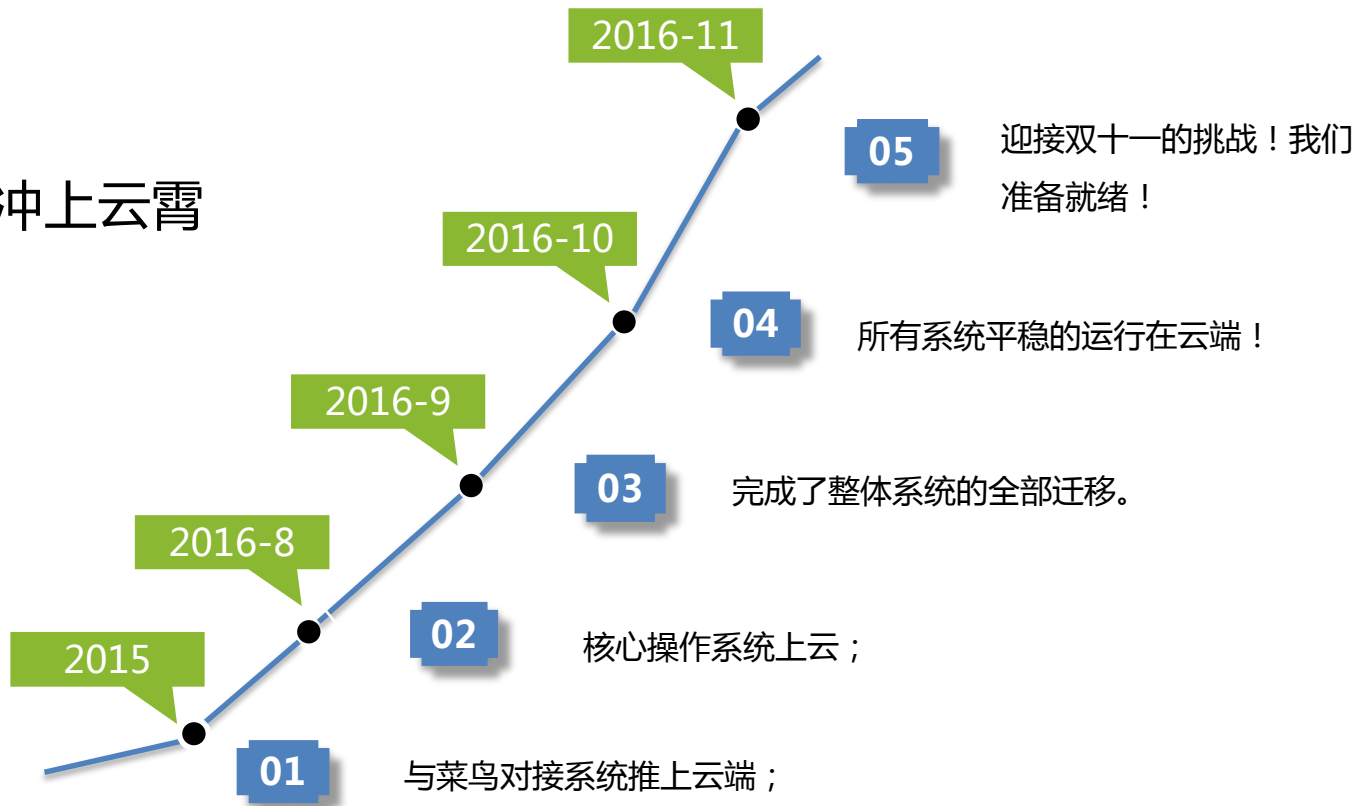 冲上云霄
2016-11
05
迎接双十一的挑战！我们
准备就绪！
2016-10
04
所有系统平稳的运行在云端！
2016-9
03
完成了整体系统的全部迁移。
2016-8
02
核心操作系统上云；
2015
01
与菜鸟对接系统推上云端；